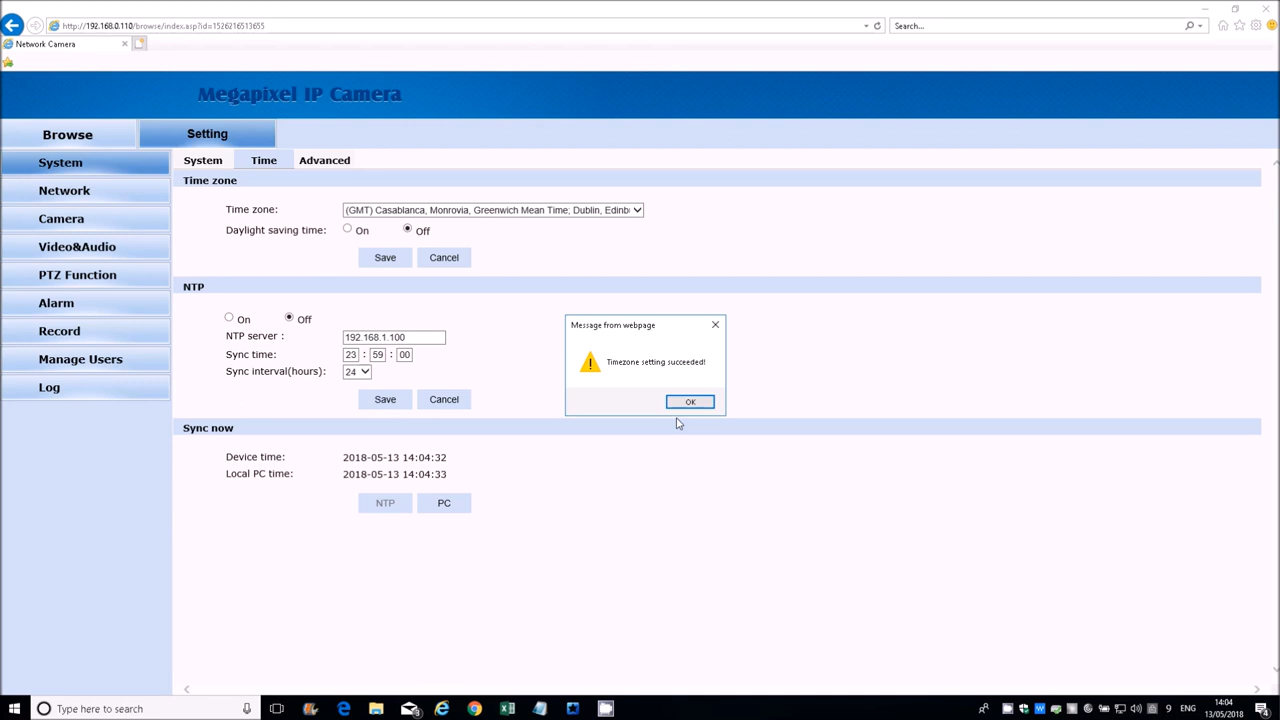 http://192.168.0.110/browse/index.asp?id=1526216513655
Search...
Network Camera
Megapixel IP Camera
Browse
Setting
System
Network
Camera
Video&Audio
PTZ Function
Alarm
Record
Manage Users
Log
System Time Advanced
Time zone
Time zone: (GMT) Casablanca, Monrovia, Greenwich Mean Time; Dublin, Edinb
Daylight saving time: On Off
Save Cancel
NTP
On Off
NTP server : 192.168.1.100
Sync time: 23 : 59 : 00
Sync interval(hours): 24
Save Cancel
Message from webpage
Timezone setting succeeded!
OK
Sync now
Device time: 2018-05-13 14:04:32
Local PC time: 2018-05-13 14:04:33
NTP PC
Type here to search
ENG
14:04
13/05/2018